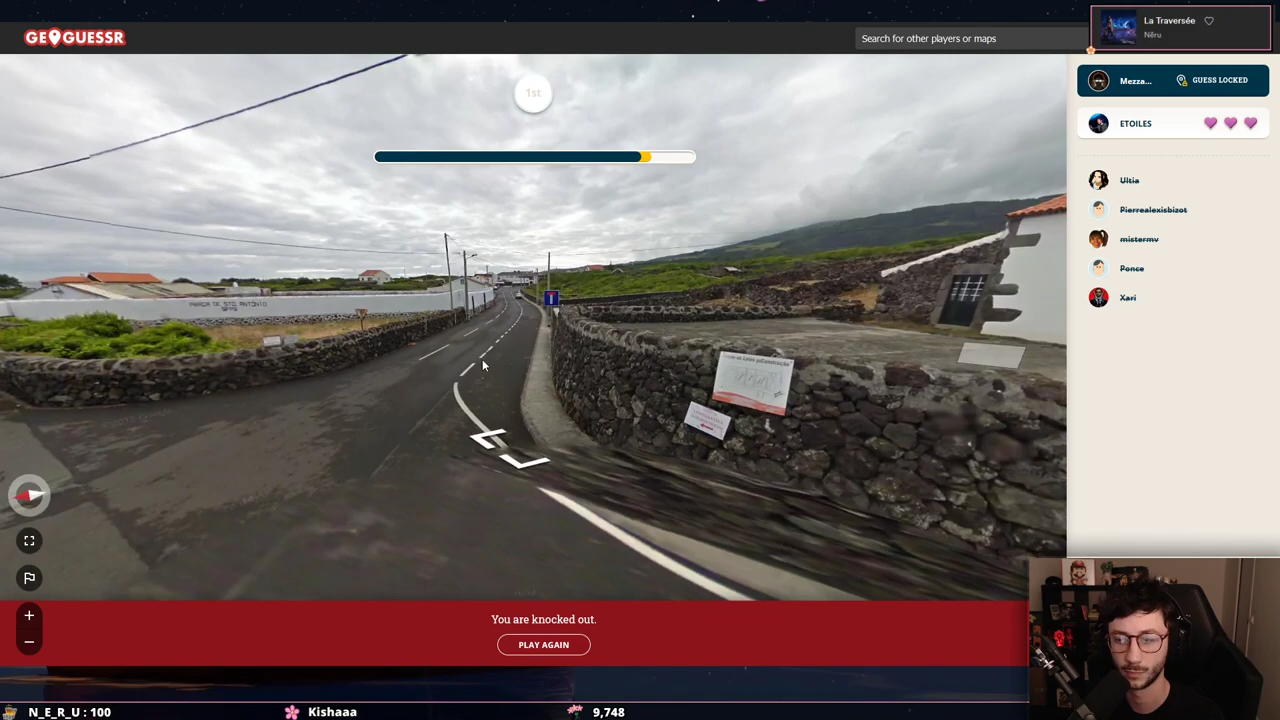 GEOGUESSR
Search for other players or maps
La Traversée
Nëru
1st
Mezza...
GUESS LOCKED
ETOILES
Ultia
Pierrealexisbizot
mistermv
Ponce
Xari
You are knocked out.
PLAY AGAIN
N_E_R_U : 100
Kishaaa
9,748